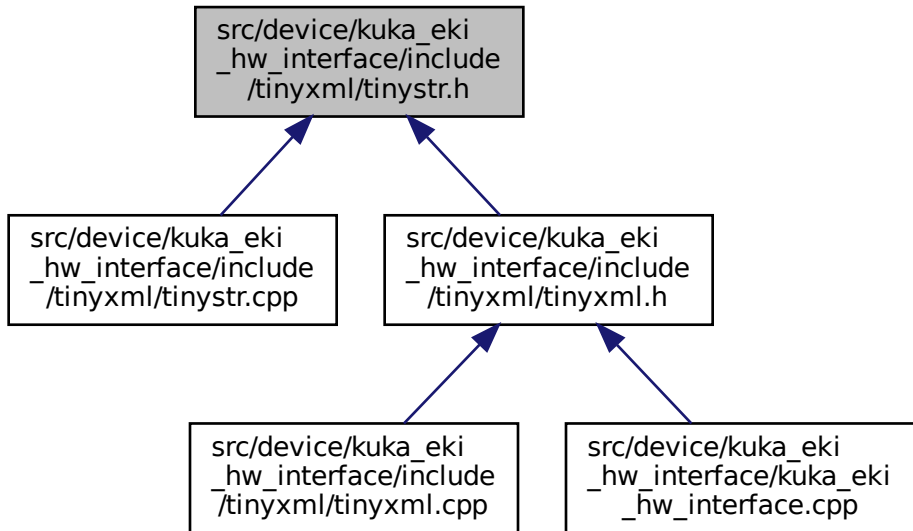 src/device/kuka_eki
_hw_interface/include
/tinyxml/tinystr.h
src/device/kuka_eki
_hw_interface/include
/tinyxml/tinystr.cpp
src/device/kuka_eki
_hw_interface/include
/tinyxml/tinyxml.h
src/device/kuka_eki
_hw_interface/include
/tinyxml/tinyxml.cpp
src/device/kuka_eki
_hw_interface/kuka_eki
_hw_interface.cpp